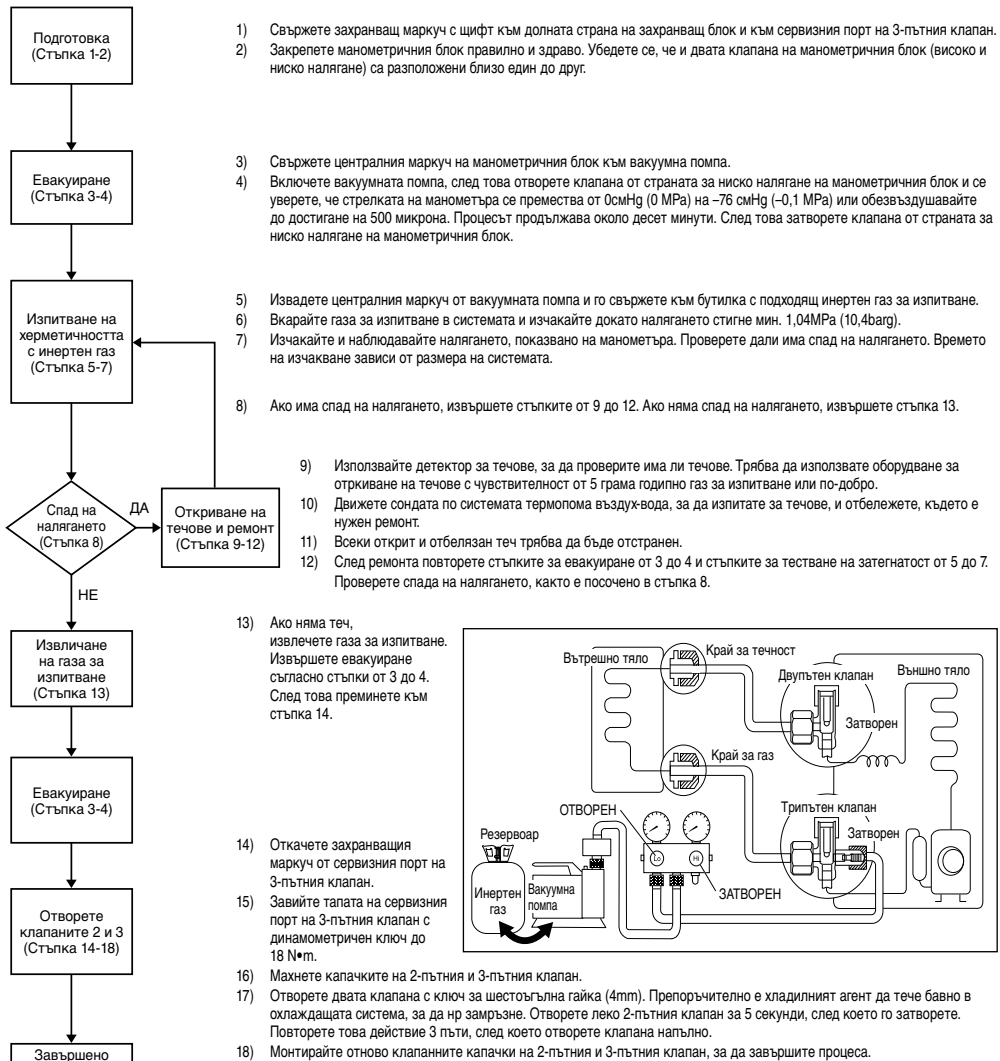 Подготовка
(Стъпка 1-2)
1) Свържете захранващ маркуч с щифт към долната страна на захранващ блок и към сервизния порт на 3-пътния клапан.
2) Закрепете манометричния блок правилно и здраво. Убедете се, че и двата клапана на манометричния блок (високо и
ниско налягане) са разположени близо един до друг.
Евакуиране
(Стъпка 3-4)
3) Свържете централния маркуч на манометричния блок към вакуумна помпа.
4) Включете вакуумната помпа, след това отворете клапана от страната за ниско налягане на манометричния блок и се
уверете, че стрелката на манометъра се премества от 0смHg (0 MPa) на –76 смHg (–0,1 MPa) или обезвъздушавайте
до достигане на 500 микрона. Процесът продължава около десет минути. След това затворете клапана от страната за
ниско налягане на манометричния блок.
Изпитване на
херметичността
с инертен газ
(Стъпка 5-7)
5) Извадете централния маркуч от вакуумната помпа и го свържете към бутилка с подходящ инертен газ за изпитване.
6) Вкарайте газа за изпитване в системата и изчакайте докато налягането стигне мин. 1,04MPa (10,4barg).
7) Изчакайте и наблюдавайте налягането, показвано на манометъра. Проверете дали има спад на налягането. Времето
на изчакване зависи от размера на системата.
8) Ако има спад на налягането, извършете стъпките от 9 до 12. Ако няма спад на налягането, извършете стъпка 13.
Спад на
налягането
(Стъпка 8)
ДА
НЕ
Откриване на
течове и ремонт
(Стъпка 9-12)
9) Използвайте детектор за течове, за да проверите има ли течове. Трябва да използвате оборудване за
откриване на течове с чувствителност от 5 грама годипно газ за изпитване или по-добро.
10) Движете сондата по системата термопомпа въздух-вода, за да изпитате за течове, и отбележете, където е
нужен ремонт.
11) Всеки открит и отбелязан теч трябва да бъде отстранен.
12) След ремонта повторете стъпките за евакуиране от 3 до 4 и стъпките за тестване на затегнатост от 5 до 7.
Проверете спада на налягането, както е посочено в стъпка 8.
Извличане
на газа за
изпитване
(Стъпка 13)
13) Ако няма теч,
извлечете газа за изпитване.
Извършете евакуиране
съгласно стъпки от 3 до 4.
След това преминете към
стъпка 14.
Вътрешно тяло
Край за течност
Двупътен клапан
Външно тяло
Затворен
Край за газ
Трипътен клапан
Затворен
ОТВОРЕН
Резервоар
Lo
Hi
Инертен
газ
Вакуумна
помпа
ЗАТВОРЕН
Евакуиране
(Стъпка 3-4)
14) Откачете захранващия
маркуч от сервизния порт на
3-пътния клапан.
15) Завийте тапата на сервизния
порт на 3-пътния клапан с
динамометричен ключ до
18 N•m.
Отворете
клапаните 2 и 3
(Стъпка 14-18)
16) Махнете капачките на 2-пътния и 3-пътния клапан.
17) Отворете двата клапана с ключ за шестоъгълна гайка (4mm). Препоръчително е хладилният агент да тече бавно в
охлаждащата система, за да нр замръзне. Отворете леко 2-пътния клапан за 5 секунди, след което го затворете.
Повторете това действие 3 пъти, след което отворете клапана напълно.
18) Монтирайте отново клапанните капачки на 2-пътния и 3-пътния клапан, за да завършите процеса.
Завършено